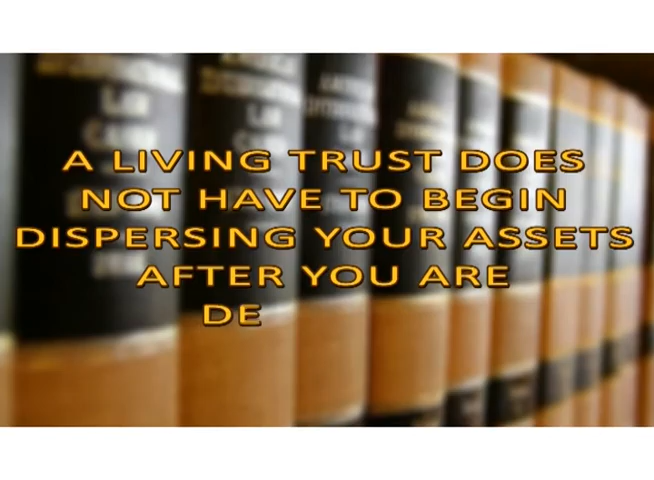 A LIVING TRUST DOES
NOT HAVE TO BEGIN
DISPERSING YOUR ASSETS
AFTER YOU ARE
DE